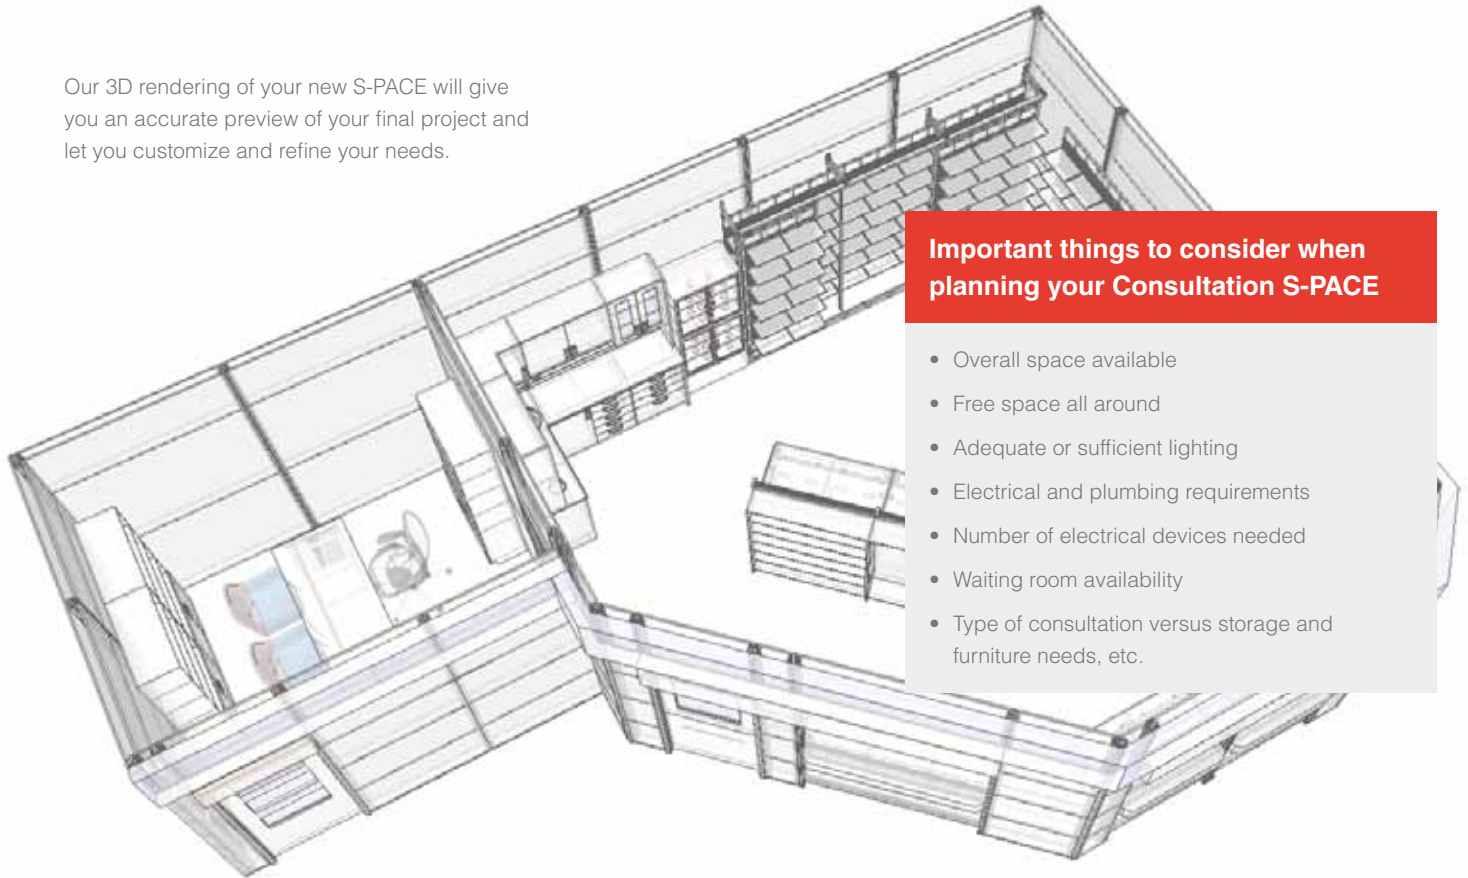 Our 3D rendering of your new S-PACE will give
you an accurate preview of your final project and
let you customize and refine your needs.
Important things to consider when
planning your Consultation S-PACE
• Overall space available
• Free space all around
• Adequate or sufficient lighting
• Electrical and plumbing requirements
• Number of electrical devices needed
• Waiting room availability
• Type of consultation versus storage and
furniture needs, etc.